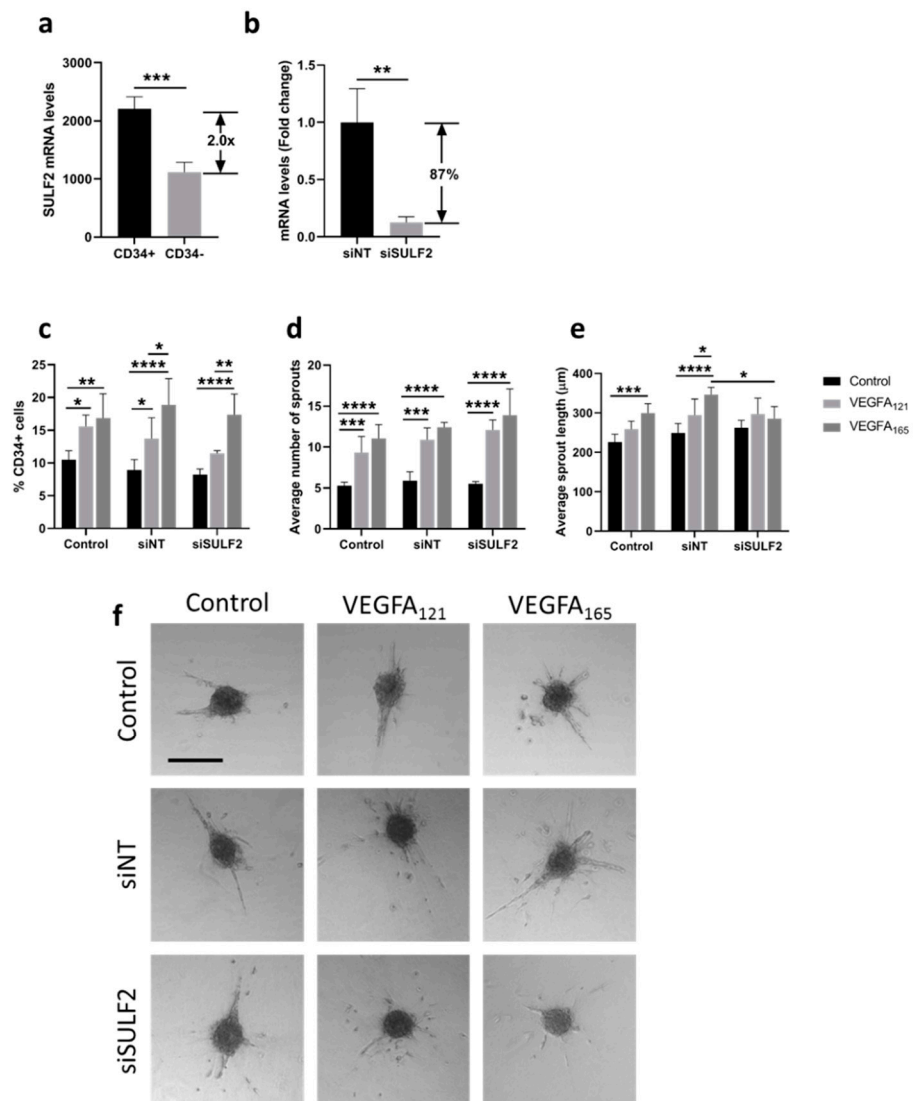 a
SULF2 mRNA levels
3000
2000
1000
0
***
2.0x
CD34+ CD34-
b
mRNA levels (Fold change)
1.5
1.0
0.5
0.0
**
87%
siNT siSULF2
c
% CD34+ cells
25
20
15
10
5
0
**
*
*
****
*
**
****
Control siNT siSULF2
d
Average number of sprouts
20
15
10
5
0
****
***
****
***
****
****
Control siNT siSULF2
e
Average sprout length (μm)
400
300
200
100
0
***
*
****
*
Control siNT siSULF2
Control
VEGFA₁₂₁
VEGFA₁₆₅
f
Control VEGFA₁₂₁ VEGFA₁₆₅
Control
siNT
siSULF2